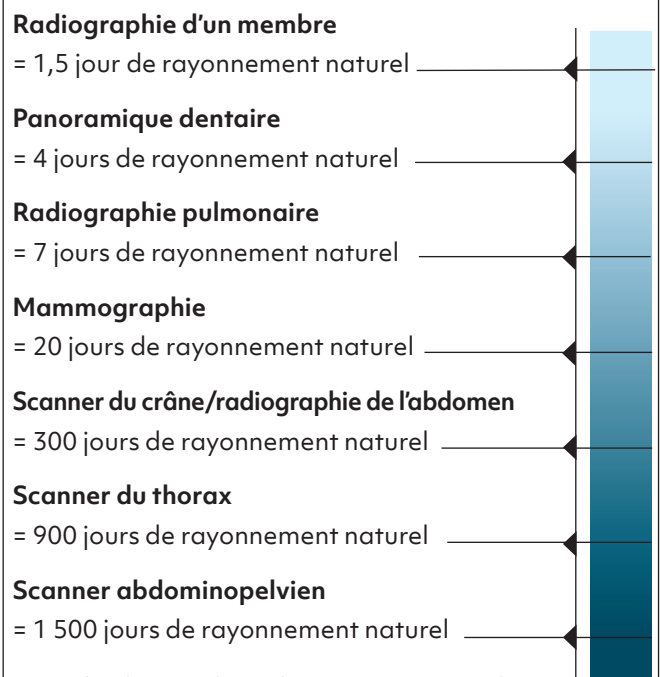 Radiographie d'un membre
= 1,5 jour de rayonnement naturel
Panoramique dentaire
= 4 jours de rayonnement naturel
Radiographie pulmonaire
= 7 jours de rayonnement naturel
Mammographie
= 20 jours de rayonnement naturel
Scanner du crâne/radiographie de l'abdomen
= 300 jours de rayonnement naturel
Scanner du thorax
= 900 jours de rayonnement naturel
Scanner abdominopelvien
= 1 500 jours de rayonnement naturel